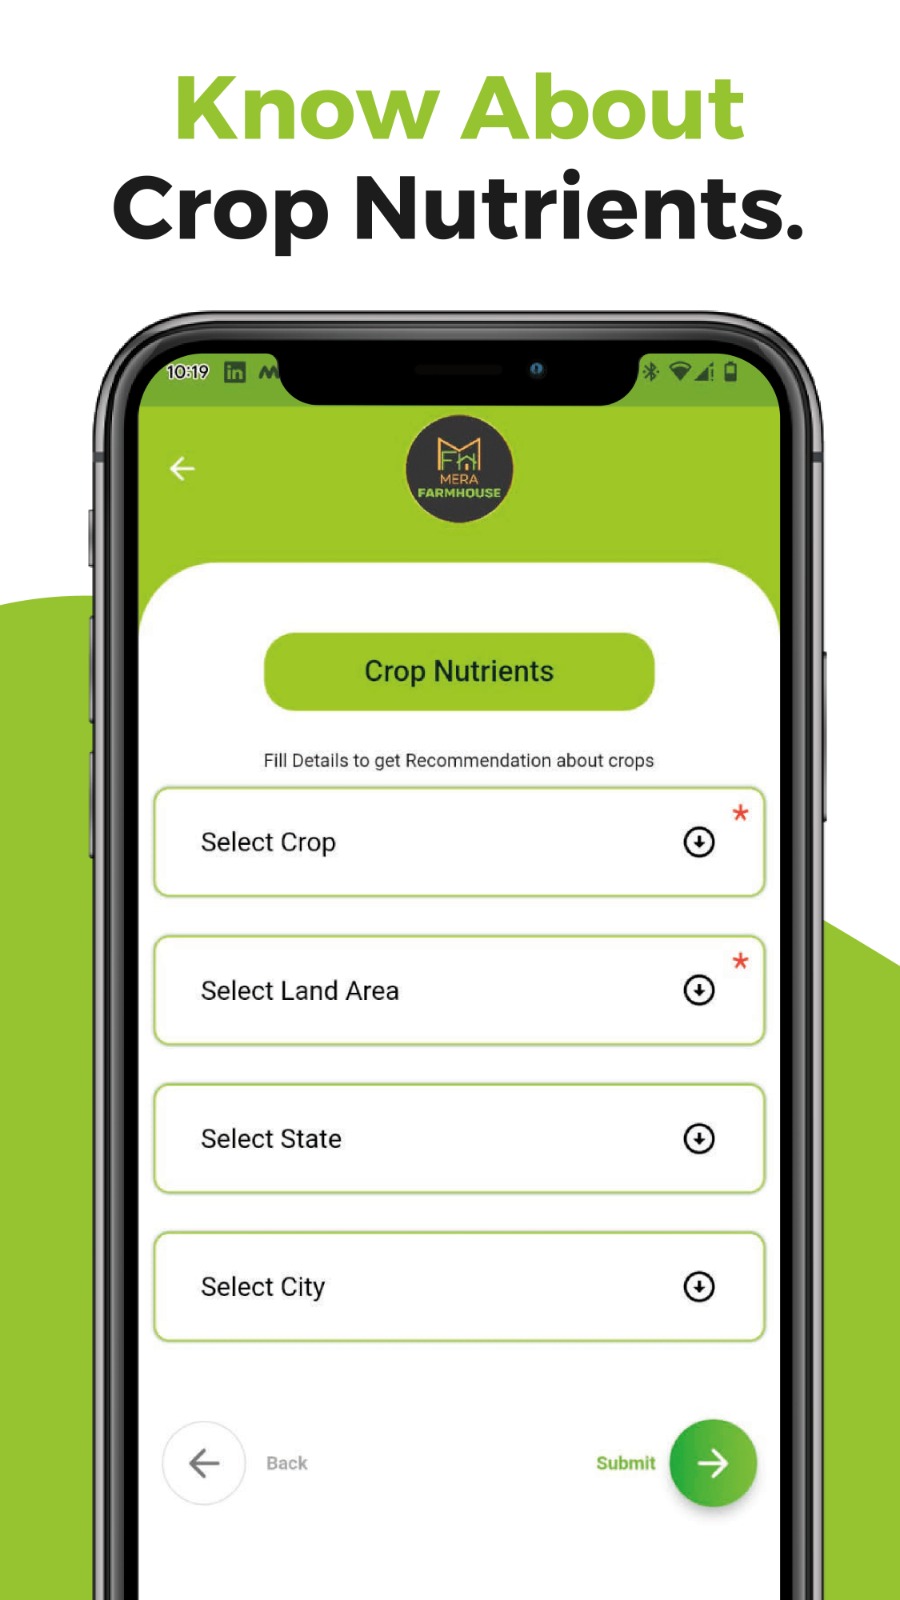 Know About
Crop Nutrients.
10:19
MERA
FARMHOUSE
Crop Nutrients
Fill Details to get Recommendation about crops
*
Select Crop
*
Select Land Area
Select State
Select City
Back
Submit